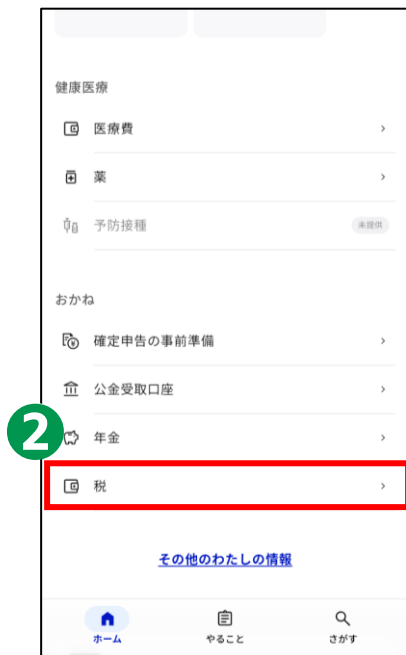 健康医療
医療費
薬
予防接種 未提供
おかね
確定申告の事前準備
公金受取口座
2
年金
税
その他のわたしの情報
ホーム やること さがす